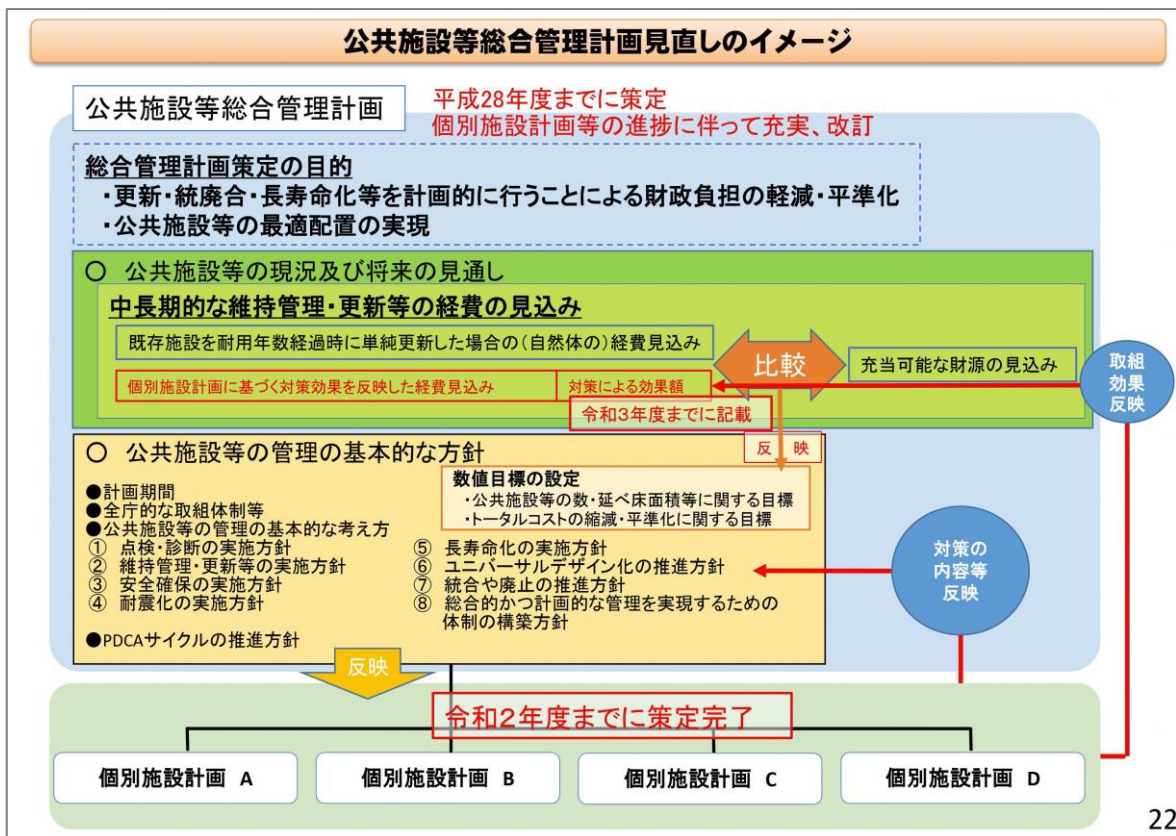 公共施設等総合管理計画見直しのイメージ
公共施設等総合管理計画
平成28年度までに策定
個別施設計画等の進捗に伴って充実、改訂
総合管理計画策定の目的
・更新・統廃合・長寿命化等を計画的に行うことによる財政負担の軽減・平準化
・公共施設等の最適配置の実現
○ 公共施設等の現況及び将来の見通し
中長期的な維持管理・更新等の経費の見込み
既存施設を耐用年数経過時に単純更新した場合の(自然体の)経費見込み
比較
充当可能な財源の見込み
個別施設計画に基づく対策効果を反映した経費見込み
対策による効果額
令和3年度までに記載
取組
効果
反映
○ 公共施設等の管理の基本的な方針
反 映
数値目標の設定
・公共施設等の数・延べ床面積等に関する目標
・トータルコストの縮減・平準化に関する目標
●計画期間
●全庁的な取組体制等
●公共施設等の管理の基本的な考え方
① 点検・診断の実施方針
② 維持管理・更新等の実施方針
③ 安全確保の実施方針
④ 耐震化の実施方針
⑤ 長寿命化の実施方針
⑥ ユニバーサルデザイン化の推進方針
⑦ 統合や廃止の推進方針
⑧ 総合的かつ計画的な管理を実現するための
体制の構築方針
●PDCAサイクルの推進方針
対策の
内容等
反映
反映
令和2年度までに策定完了
個別施設計画 A
個別施設計画 B
個別施設計画 C
個別施設計画 D
22